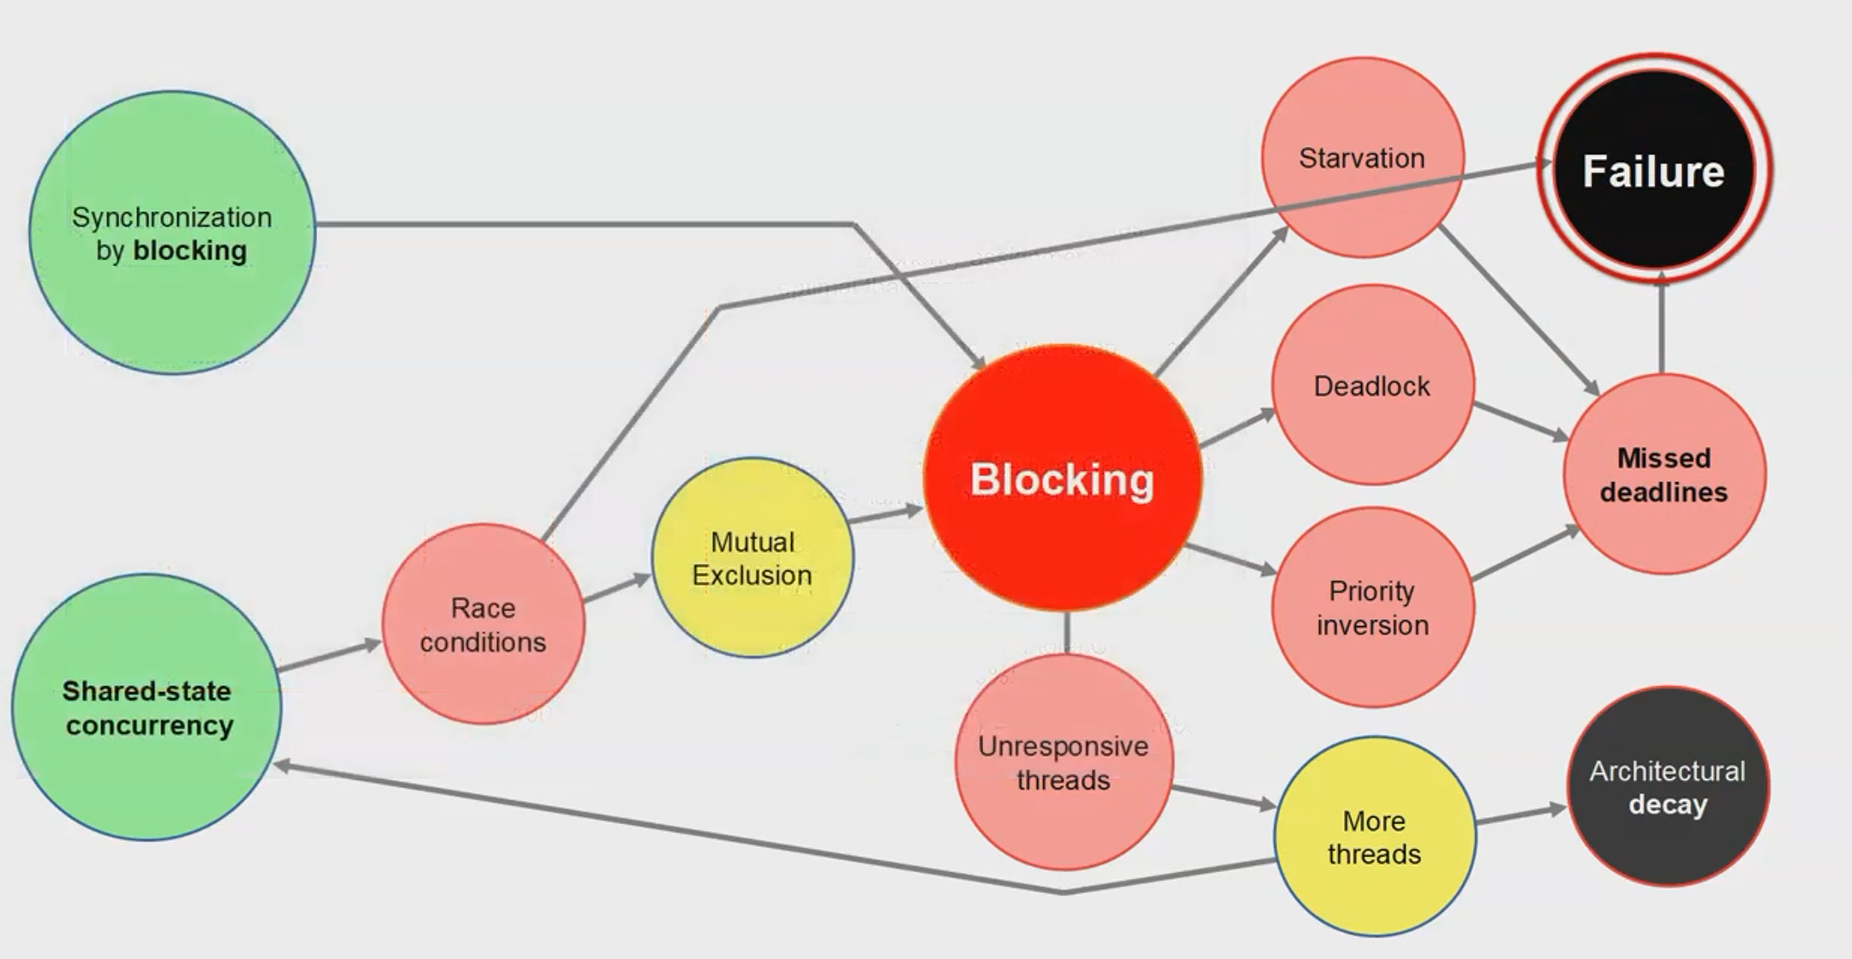 Synchronization
by blocking
Starvation
Failure
Deadlock
Blocking
Missed
deadlines
Mutual
Exclusion
Race
conditions
Priority
inversion
Shared-state
concurrency
Unresponsive
threads
More
threads
Architectural
decay